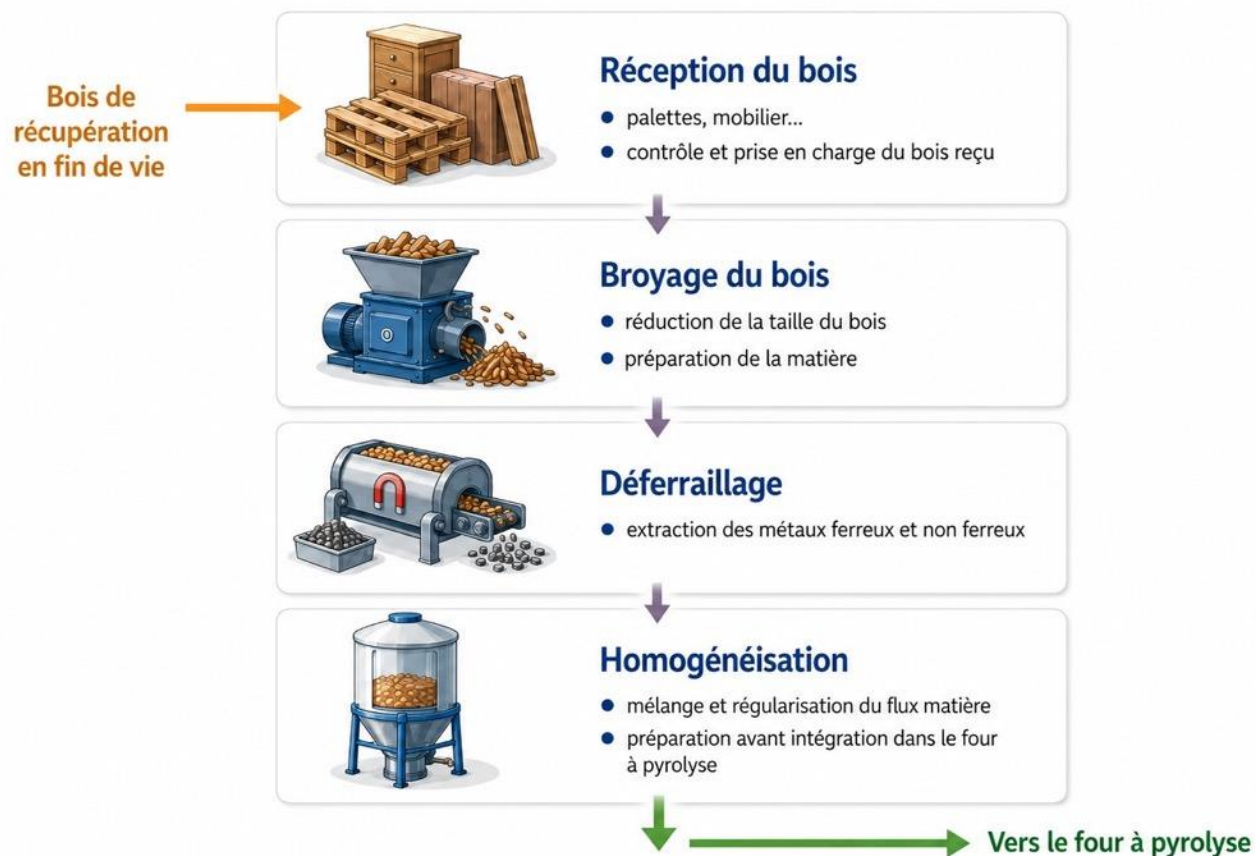 Bois de
récupération
en fin de vie
Réception du bois
• palettes, mobilier...
• contrôle et prise en charge du bois reçu
Broyage du bois
• réduction de la taille du bois
• préparation de la matière
Déferraillage
• extraction des métaux ferreux et non ferreux
Homogénéisation
• mélange et régularisation du flux matière
• préparation avant intégration dans le four
à pyrolyse
Vers le four à pyrolyse